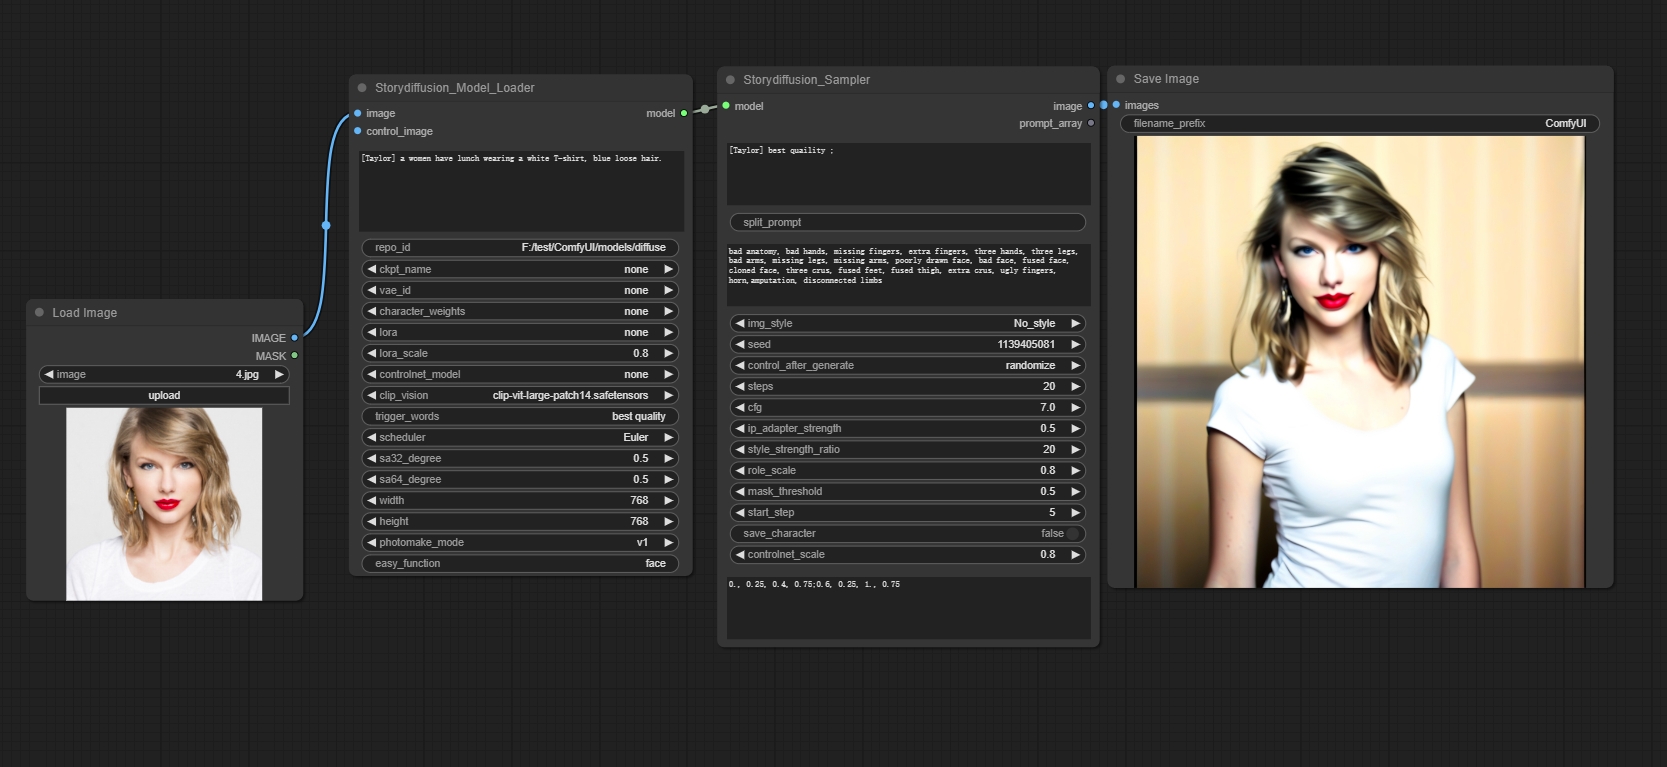 Load Image
IMAGE
MASK
image 4.jpg
upload
Storydiffusion_Model_Loader
image model
control_image
[Taylor] a women have lunch wearing a white T-shirt, blue loose hair.
repo_id F:/test/ComfyUI/models/diffuse
ckpt_name none
vae_id none
character_weights none
lora none
lora_scale 0.8
controlnet_model none
clip_vision clip-vit-large-patch14.safetensors
trigger_words best quality
scheduler Euler
sa32_degree 0.5
sa64_degree 0.5
width 768
height 768
photomake_mode v1
easy_function face
Storydiffusion_Sampler
model image
prompt_array
[Taylor] best quaility ;
split_prompt
bad anatomy, bad hands, missing fingers, extra fingers, three hands, three legs,
bad arms, missing legs, missing arms, poorly drawn face, bad face, fused face,
cloned face, three crus, fused feet, fused thigh, extra crus, ugly fingers,
horn,amputation, disconnected limbs
img_style No_style
seed 1139405081
control_after_generate randomize
steps 20
cfg 7.0
ip_adapter_strength 0.5
style_strength_ratio 20
role_scale 0.8
mask_threshold 0.5
start_step 5
save_character false
controlnet_scale 0.8
0., 0.25, 0.4, 0.75;0.6, 0.25, 1., 0.75
Save Image
images
filename_prefix ComfyUI